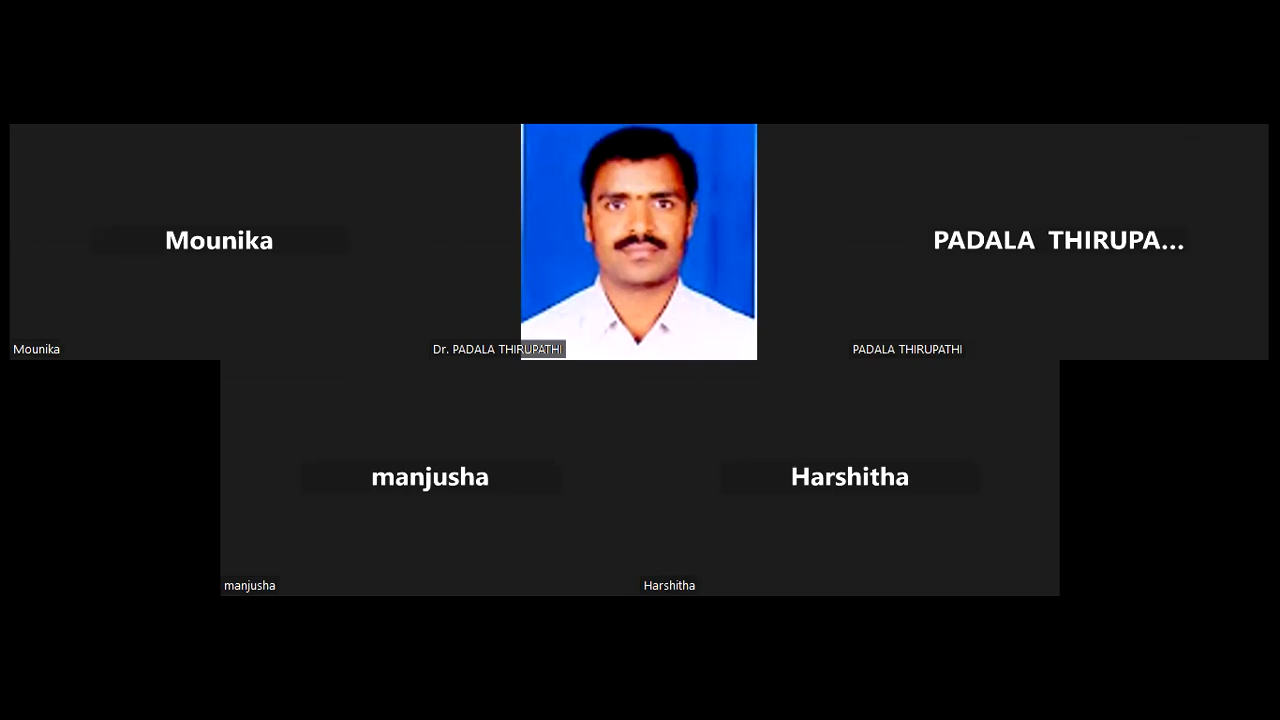 Mounika
PADALA THIRUPA...
Mounika
Dr. PADALA THIRUPATHI
PADALA THIRUPATHI
manjusha
Harshitha
manjusha
Harshitha